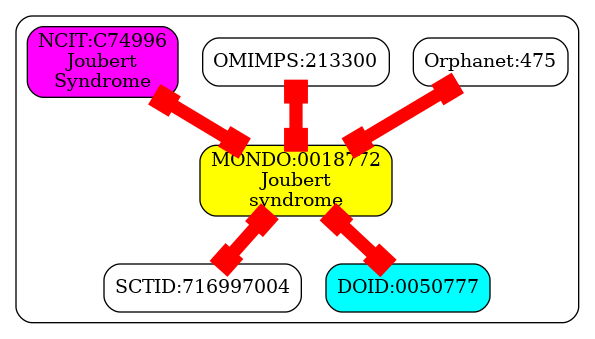 NCIT:C74996
Joubert
Syndrome
OMIMPS:213300
Orphanet:475
MONDO:0018772
Joubert
syndrome
SCTID:716997004
DOID:0050777